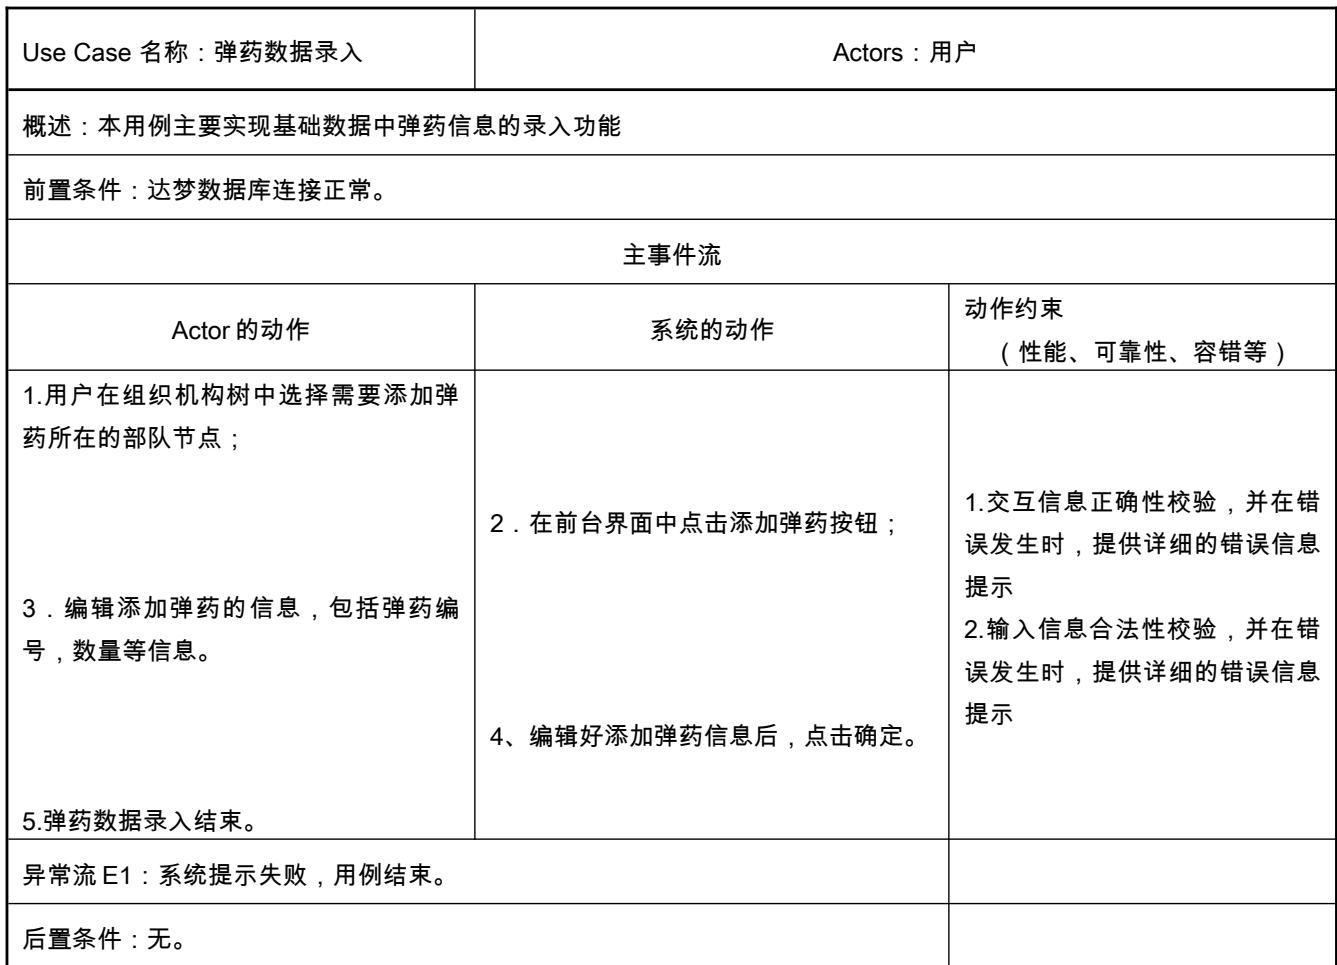 Use Case 名称：弹药数据录入
Actors：用户
概述：本用例主要实现基础数据中弹药信息的录入功能
前置条件：达梦数据库连接正常。
主事件流
Actor 的动作
系统的动作
动作约束
（性能、可靠性、容错等）
1.用户在组织机构树中选择需要添加弹
药所在的部队节点；
2．在前台界面中点击添加弹药按钮；
3．编辑添加弹药的信息，包括弹药编
号，数量等信息。
4、编辑好添加弹药信息后，点击确定。
5.弹药数据录入结束。
1.交互信息正确性校验，并在错
误发生时，提供详细的错误信息
提示
2.输入信息合法性校验，并在错
误发生时，提供详细的错误信息
提示
异常流 E1：系统提示失败，用例结束。
后置条件：无。